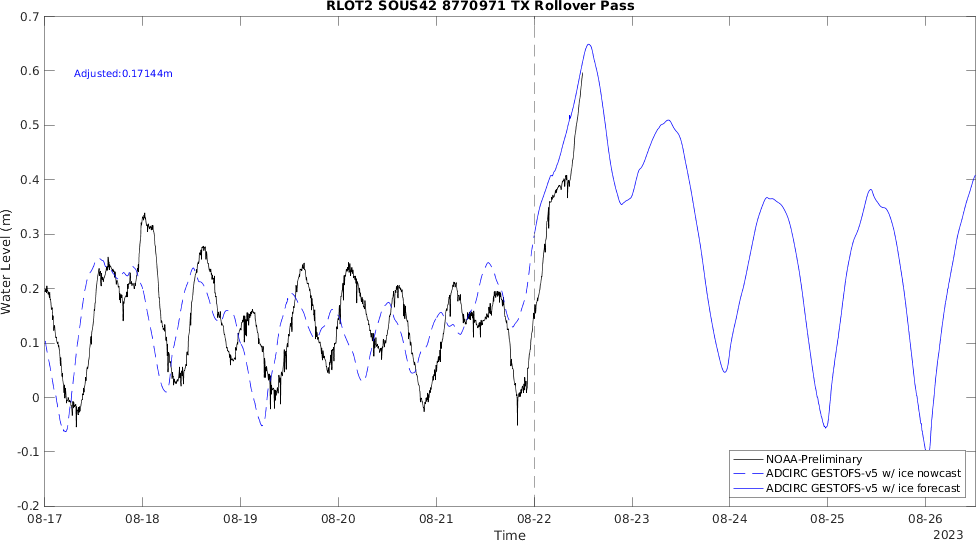 RLOT2 SOUS42 8770971 TX Rollover Pass
0.7
0.6
0.5
0.4
0.3
0.2
0.1
0
-0.1
-0.2
Water Level (m)
Adjusted:0.17144m
NOAA-Preliminary
ADCIRC GESTOFS-v5 w/ ice nowcast
ADCIRC GESTOFS-v5 w/ ice forecast
08-17 08-18 08-19 08-20 08-21 08-22 08-23 08-24 08-25 08-26
Time
2023